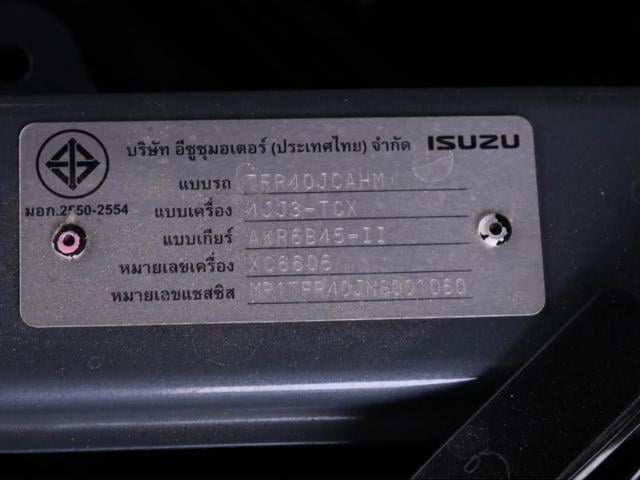 บริษัท อีซูซุมอเตอร์ (ประเทศไทย) จำกัด ISUZU
แบบรถ TFR40JCAHM
มอก.2550-2554
แบบเครื่อง 4JJ3-TCX
แบบเกียร์ AWR6B45-II
หมายเลขเครื่อง XC6606
หมายเลขแชสซิส